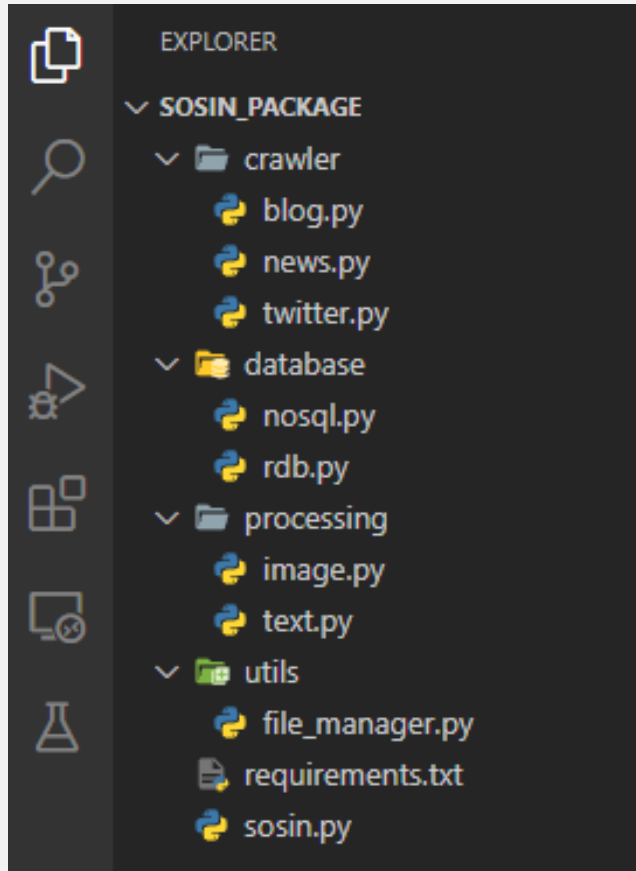 EXPLORER
SOSIN_PACKAGE
crawler
blog.py
news.py
twitter.py
database
nosql.py
rdb.py
processing
image.py
text.py
utils
file_manager.py
requirements.txt
sosin.py